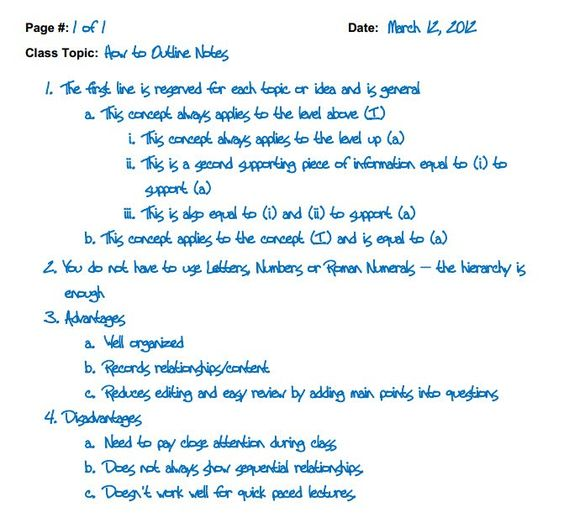 Page #: 1 of 1 Date: March 12, 2012
Class Topic: How to Outline Notes
1. The first line is reserved for each topic or idea and is general
a. This concept always applies to the level above (I)
i. This concept always applies to the level up (a)
ii. This is a second supporting piece of information equal to (i) to
support (a)
iii. This is also equal to (i) and (ii) to support (a)
b. This concept applies to the concept (I) and is equal to (a)
2. You do not have to use Letters, Numbers or Roman Numerals – the hierarchy is
enough
3. Advantages
a. Well organized
b. Records relationships/content
c. Reduces editing and easy review by adding main points into questions
4. Disadvantages
a. Need to pay close attention during class
b. Does not always show sequential relationships.
c. Doesn't work well for quick paced lectures.